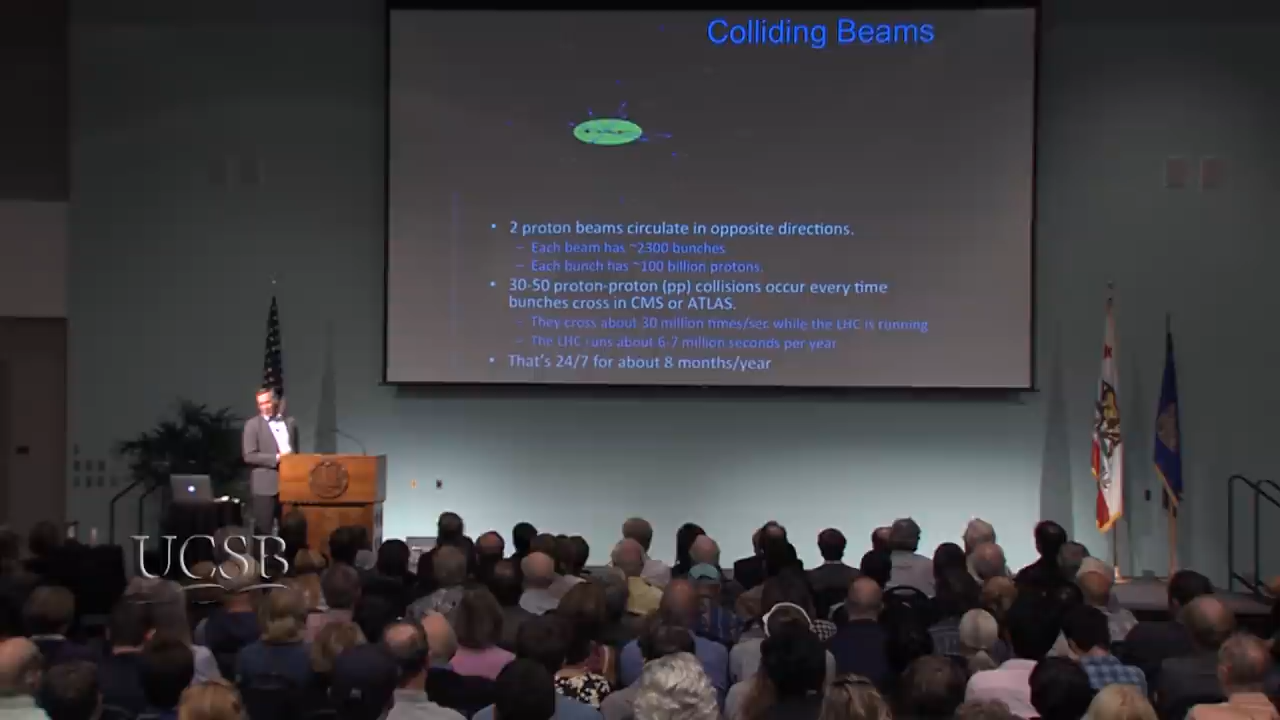 Colliding Beams
• 2 proton beams circulate in opposite directions.
– Each beam has ~2300 bunches
– Each bunch has ~100 billion protons.
• 30-50 proton-proton (pp) collisions occur every time
bunches cross in CMS or ATLAS.
– They cross about 30 million times/sec while the LHC is running
– The LHC runs about 6-7 million seconds per year
• That's 24/7 for about 8 months/year
UCSB